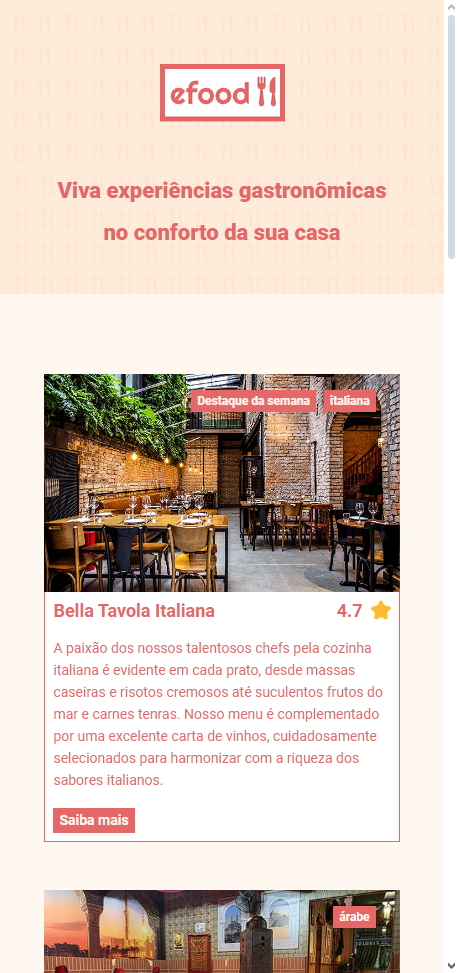 efood
Viva experiências gastronômicas
no conforto da sua casa
Destaque da semana
italiana
Bella Tavola Italiana
4.7
A paixão dos nossos talentosos chefs pela cozinha
italiana é evidente em cada prato, desde massas
caseiras e risotos cremosos até suculentos frutos do
mar e carnes tenras. Nosso menu é complementado
por uma excelente carta de vinhos, cuidadosamente
selecionados para harmonizar com a riqueza dos
sabores italianos.
Saiba mais
árabe